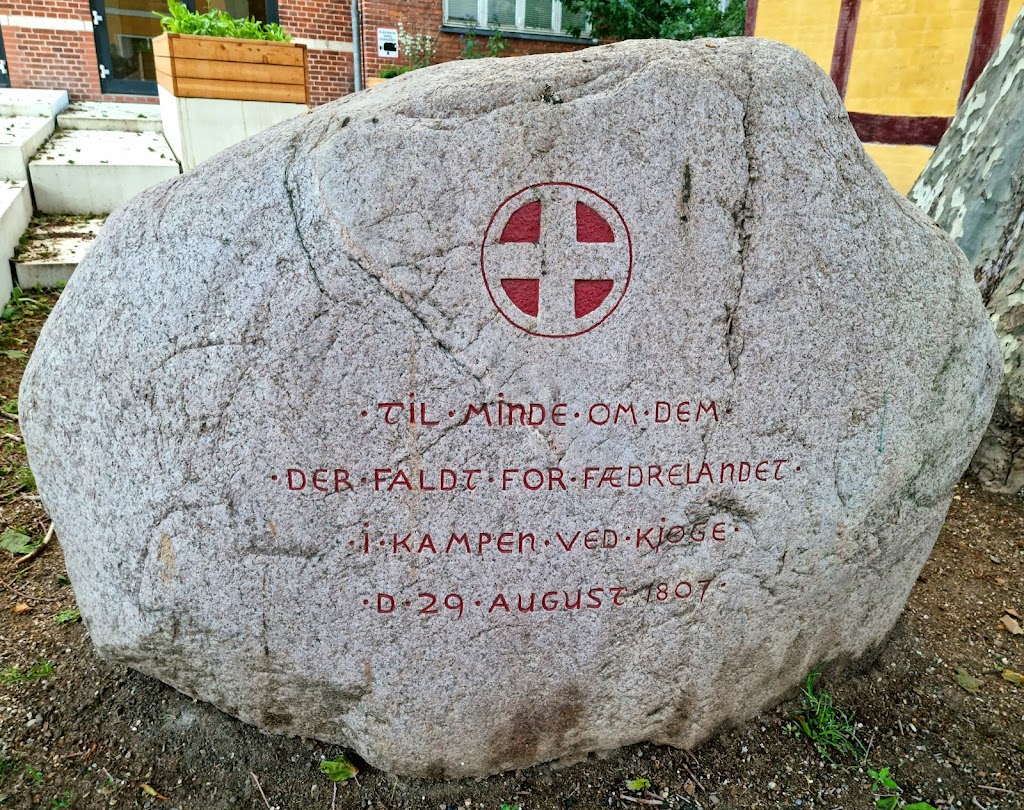 · TIL · MINDE · OM · DEM ·
· DER · FALDT · FOR · FÆDRELANDET ·
· I · KAMPEN · VED · KJØGE ·
· D · 29 · AUGUST · 1807 ·